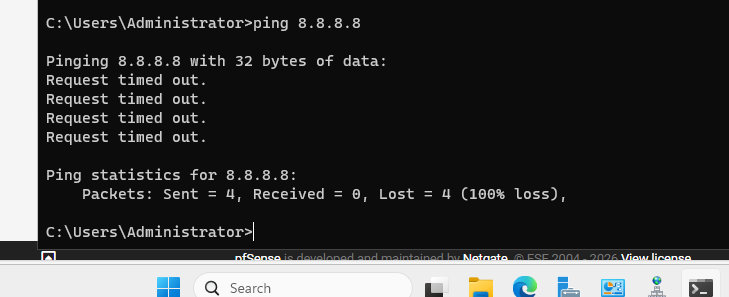 C:\Users\Administrator>ping 8.8.8.8
Pinging 8.8.8.8 with 32 bytes of data:
Request timed out.
Request timed out.
Request timed out.
Request timed out.
Ping statistics for 8.8.8.8:
    Packets: Sent = 4, Received = 0, Lost = 4 (100% loss),
C:\Users\Administrator>
pfSense is developed and maintained by Netgate. © ESF 2004 - 2026 View license.
Search